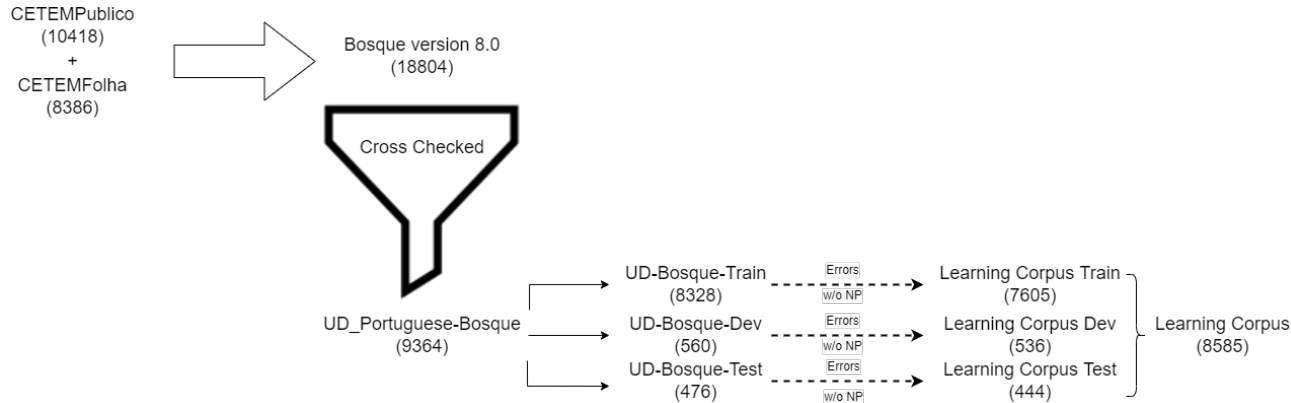 CETEMPublico
(10418)
+
CETEMFolha
(8386)
Bosque version 8.0
(18804)
Cross Checked
UD_Portuguese-Bosque
(9364)
UD-Bosque-Train
(8328)
Errors
w/o NP
Learning Corpus Train
(7605)
UD-Bosque-Dev
(560)
Errors
w/o NP
Learning Corpus Dev
(536)
UD-Bosque-Test
(476)
Errors
w/o NP
Learning Corpus Test
(444)
Learning Corpus
(8585)